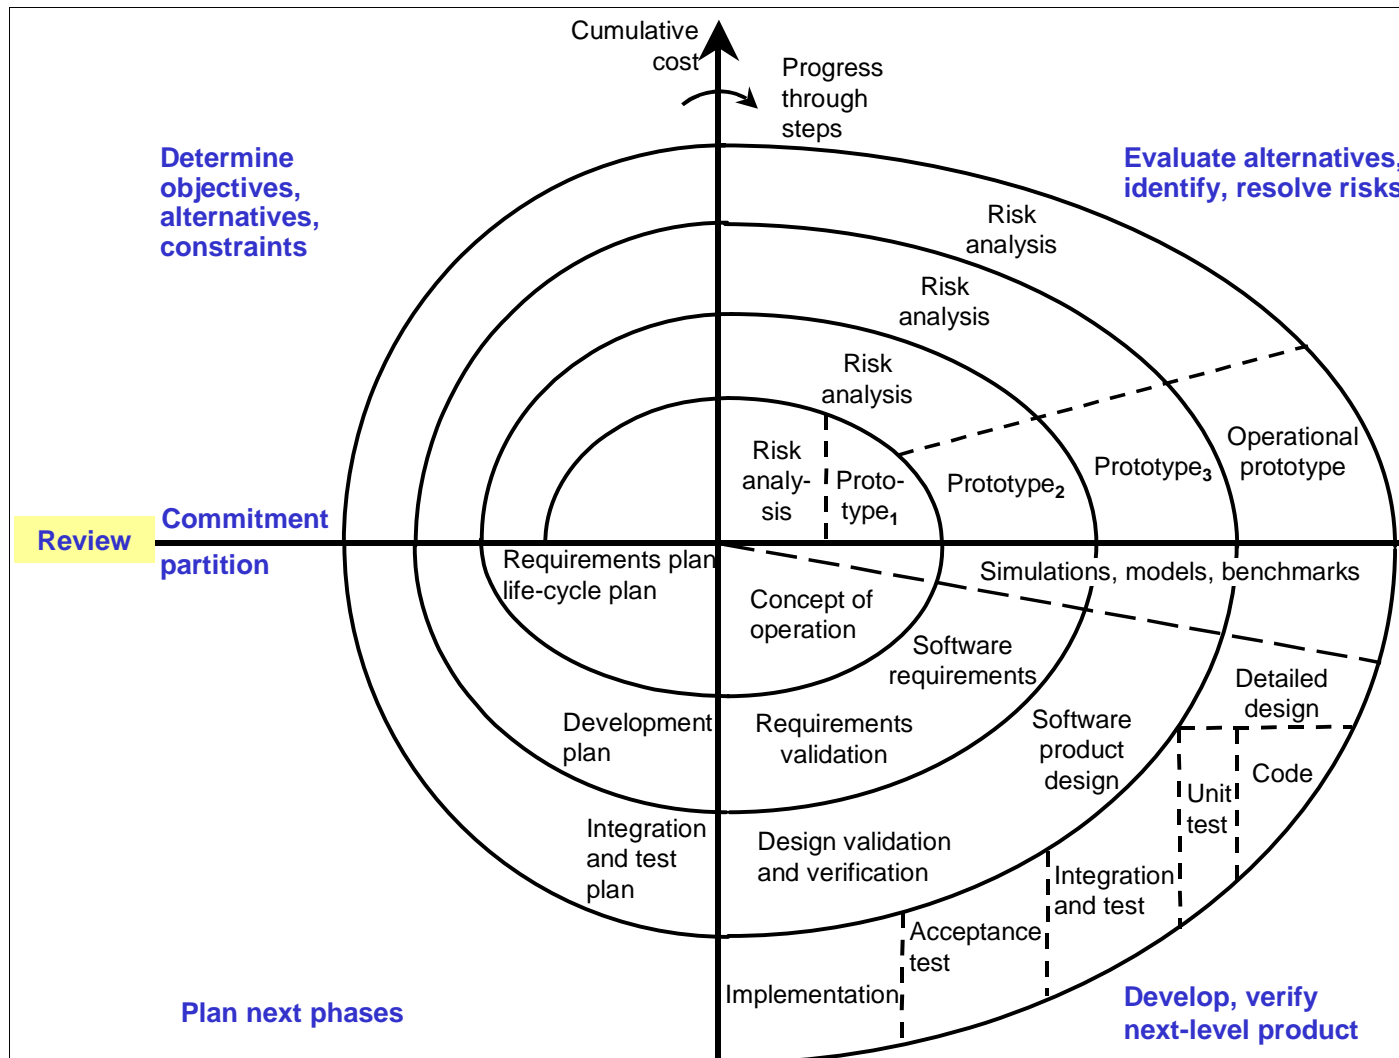 Cumulative
cost
Progress
through
steps
Determine
objectives,
alternatives,
constraints
Evaluate alternatives,
identify, resolve risks
Risk
analysis
Risk
analysis
Risk
analysis
Risk
analy-
sis
Proto-
type1
Prototype2
Prototype3
Operational
prototype
Review
Commitment
partition
Requirements plan
life-cycle plan
Concept of
operation
Simulations, models, benchmarks
Software
requirements
Detailed
design
Development
plan
Requirements
validation
Software
product
design
Code
Unit
test
Integration
and test
plan
Design validation
and verification
Integration
and test
Acceptance
test
Implementation
Plan next phases
Develop, verify
next-level product